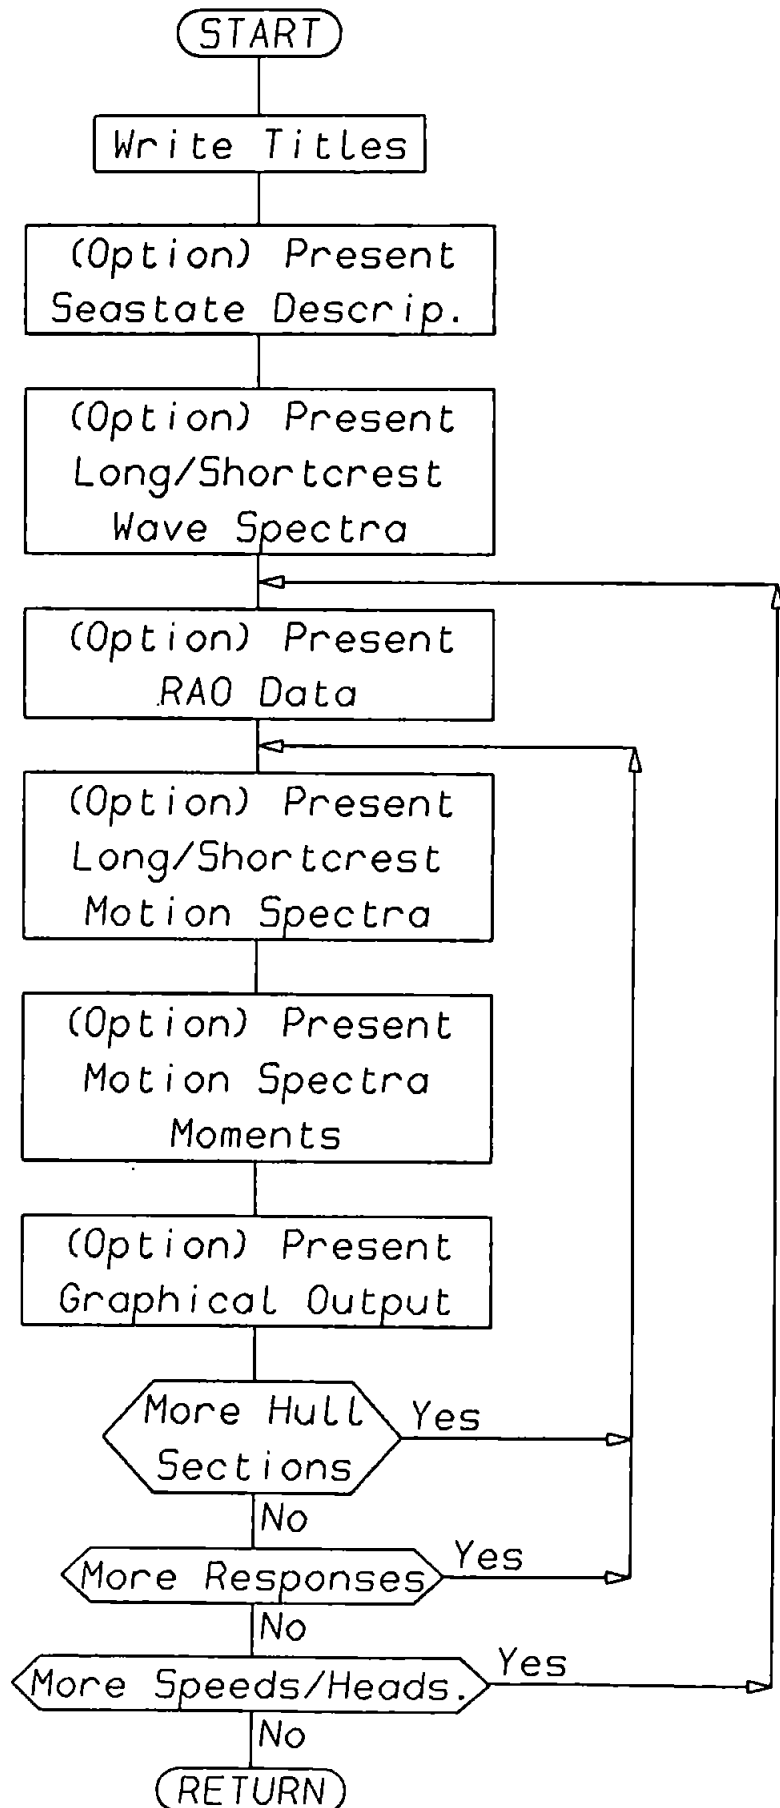 START
Write Titles
(Option) Present
Seastate Descrip.
(Option) Present
Long/Shortcrest
Wave Spectra
(Option) Present
RAO Data
(Option) Present
Long/Shortcrest
Motion Spectra
(Option) Present
Motion Spectra
Moments
(Option) Present
Graphical Output
More Hull
Sections
Yes
No
More Responses
Yes
No
More Speeds/Heads.
Yes
No
RETURN